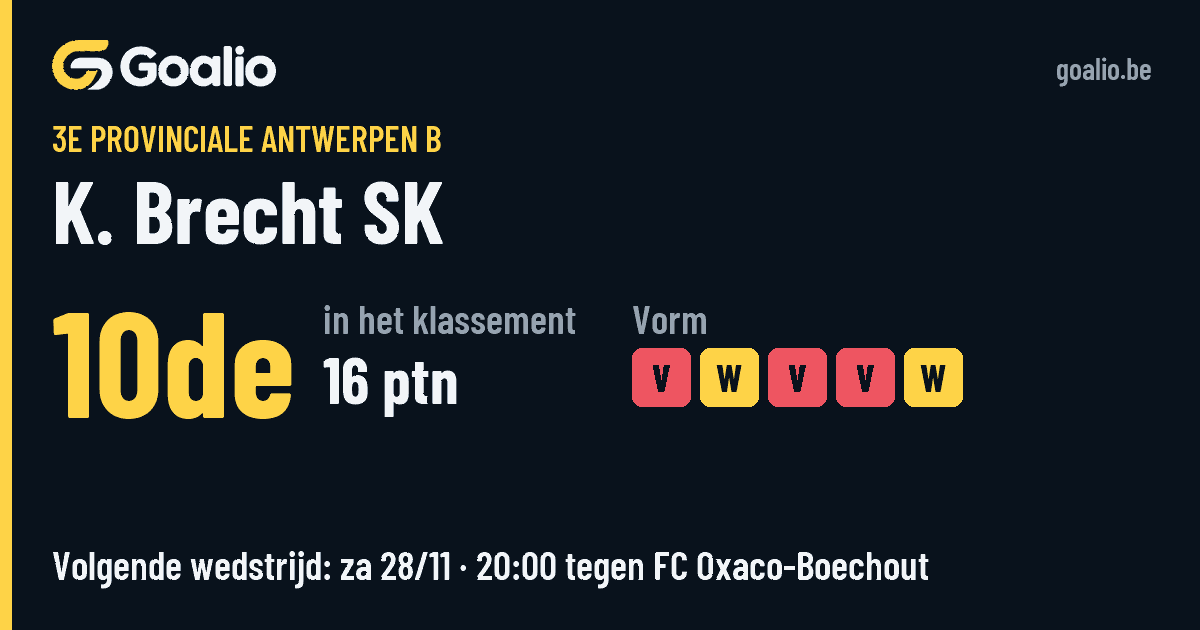 Goalio
goalio.be
3E PROVINCIALE ANTWERPEN B
K. Brecht SK
10de
in het klassement
16 ptn
Vorm
V W V V W
Volgende wedstrijd: za 28/11 · 20:00 tegen FC Oxaco-Boechout